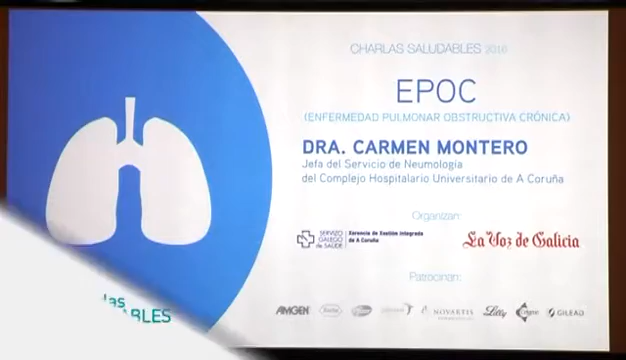 CHARLAS SALUDABLES 2016
EPOC
(ENFERMEDAD PULMONAR OBSTRUCTIVA CRÓNICA)
DRA. CARMEN MONTERO
Jefa del Servicio de Neumología
del Complejo Hospitalario Universitario de A Coruña
Organizan:
SERVIZO
GALEGO
de SAÚDE
Gerencia de Xestión Integrada
de A Coruña
La Voz de Galicia
Patrocinan:
AMGEN
NOVARTIS
Lilly
GILEAD
las
ABLES